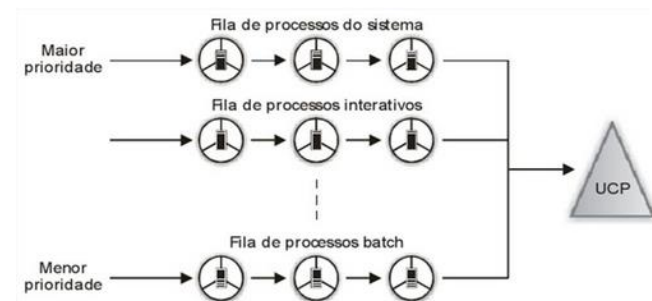 Fila de processos do sistema
Maior
prioridade
Fila de processos interativos
UCP
Fila de processos batch
Menor
prioridade